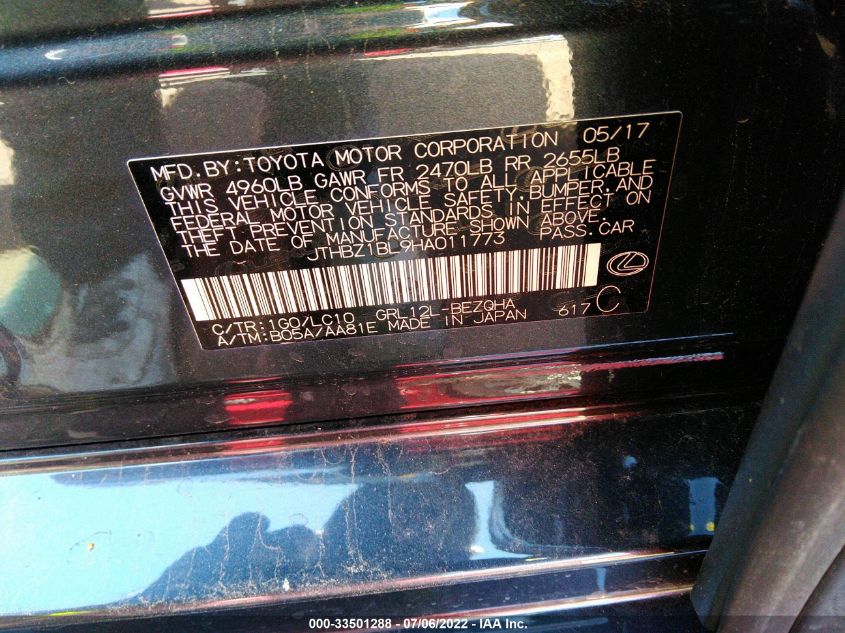 MFD.BY:TOYOTA MOTOR CORPORATION 05/17
GVWR 4960LB GAWR FR 2470LB RR 2655LB
THIS VEHICLE CONFORMS TO ALL APPLICABLE
FEDERAL MOTOR VEHICLE SAFETY,BUMPER,AND
THEFT PREVENTION STANDARDS IN EFFECT ON
THE DATE OF MANUFACTURE SHOWN ABOVE.
JTHBZ1BL9HA011773 PASS.CAR
C/TR:1G0/LC10 GRL12L-BEZQHA 617C
A/TM:B05A/AA81E MADE IN JAPAN
000-33501288 - 07/06/2022 - IAA Inc.